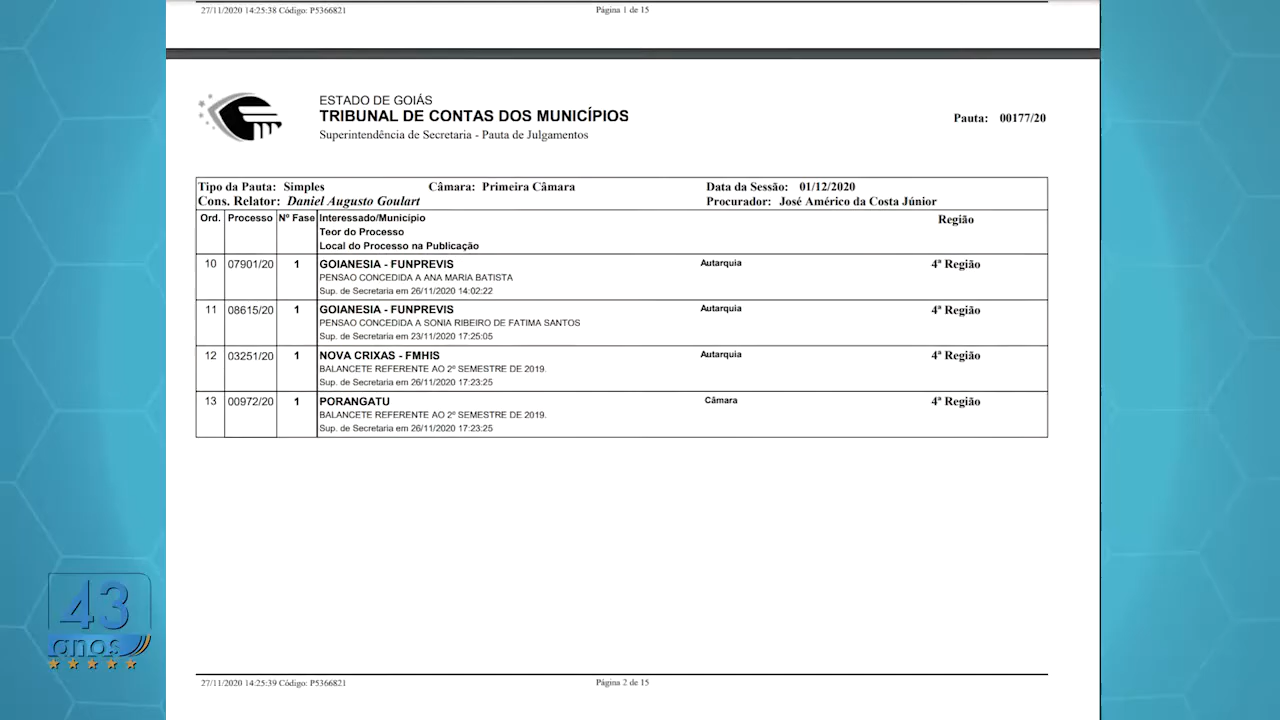 27/11/2020 14:25:38 Código: P5366821 Página 1 de 15
ESTADO DE GOIÁS
TRIBUNAL DE CONTAS DOS MUNICÍPIOS
Superintendência de Secretaria - Pauta de Julgamentos
Pauta: 00177/20
Tipo da Pauta: Simples Câmara: Primeira Câmara Data da Sessão: 01/12/2020
Cons. Relator: Daniel Augusto Goulart Procurador: José Américo da Costa Júnior
Ord. Processo Nº Fase Interessado/Município Região
Teor do Processo
Local do Processo na Publicação
10 07901/20 1 GOIANESIA - FUNPREVIS Autarquia 4ª Região
PENSAO CONCEDIDA A ANA MARIA BATISTA
Sup. de Secretaria em 26/11/2020 14:02:22
11 08615/20 1 GOIANESIA - FUNPREVIS Autarquia 4ª Região
PENSAO CONCEDIDA A SONIA RIBEIRO DE FATIMA SANTOS
Sup. de Secretaria em 23/11/2020 17:25:05
12 03251/20 1 NOVA CRIXAS - FMHIS Autarquia 4ª Região
BALANCETE REFERENTE AO 2º SEMESTRE DE 2019.
Sup. de Secretaria em 26/11/2020 17:23:25
13 00972/20 1 PORANGATU Câmara 4ª Região
BALANCETE REFERENTE AO 2º SEMESTRE DE 2019.
Sup. de Secretaria em 26/11/2020 17:23:25
43
anos
27/11/2020 14:25:39 Código: P5366821 Página 2 de 15